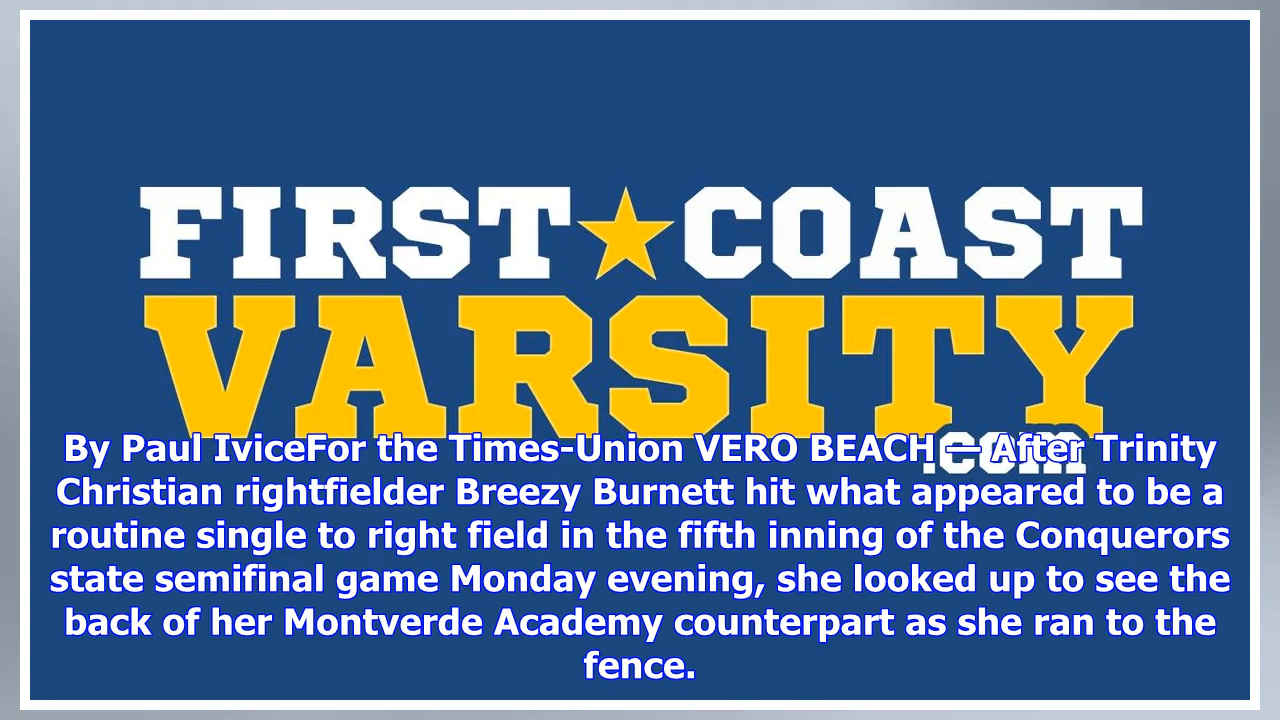 FIRST★COAST
VARSITY
.com
By Paul IviceFor the Times-Union VERO BEACH — After Trinity
Christian rightfielder Breezy Burnett hit what appeared to be a
routine single to right field in the fifth inning of the Conquerors
state semifinal game Monday evening, she looked up to see the
back of her Montverde Academy counterpart as she ran to the
fence.